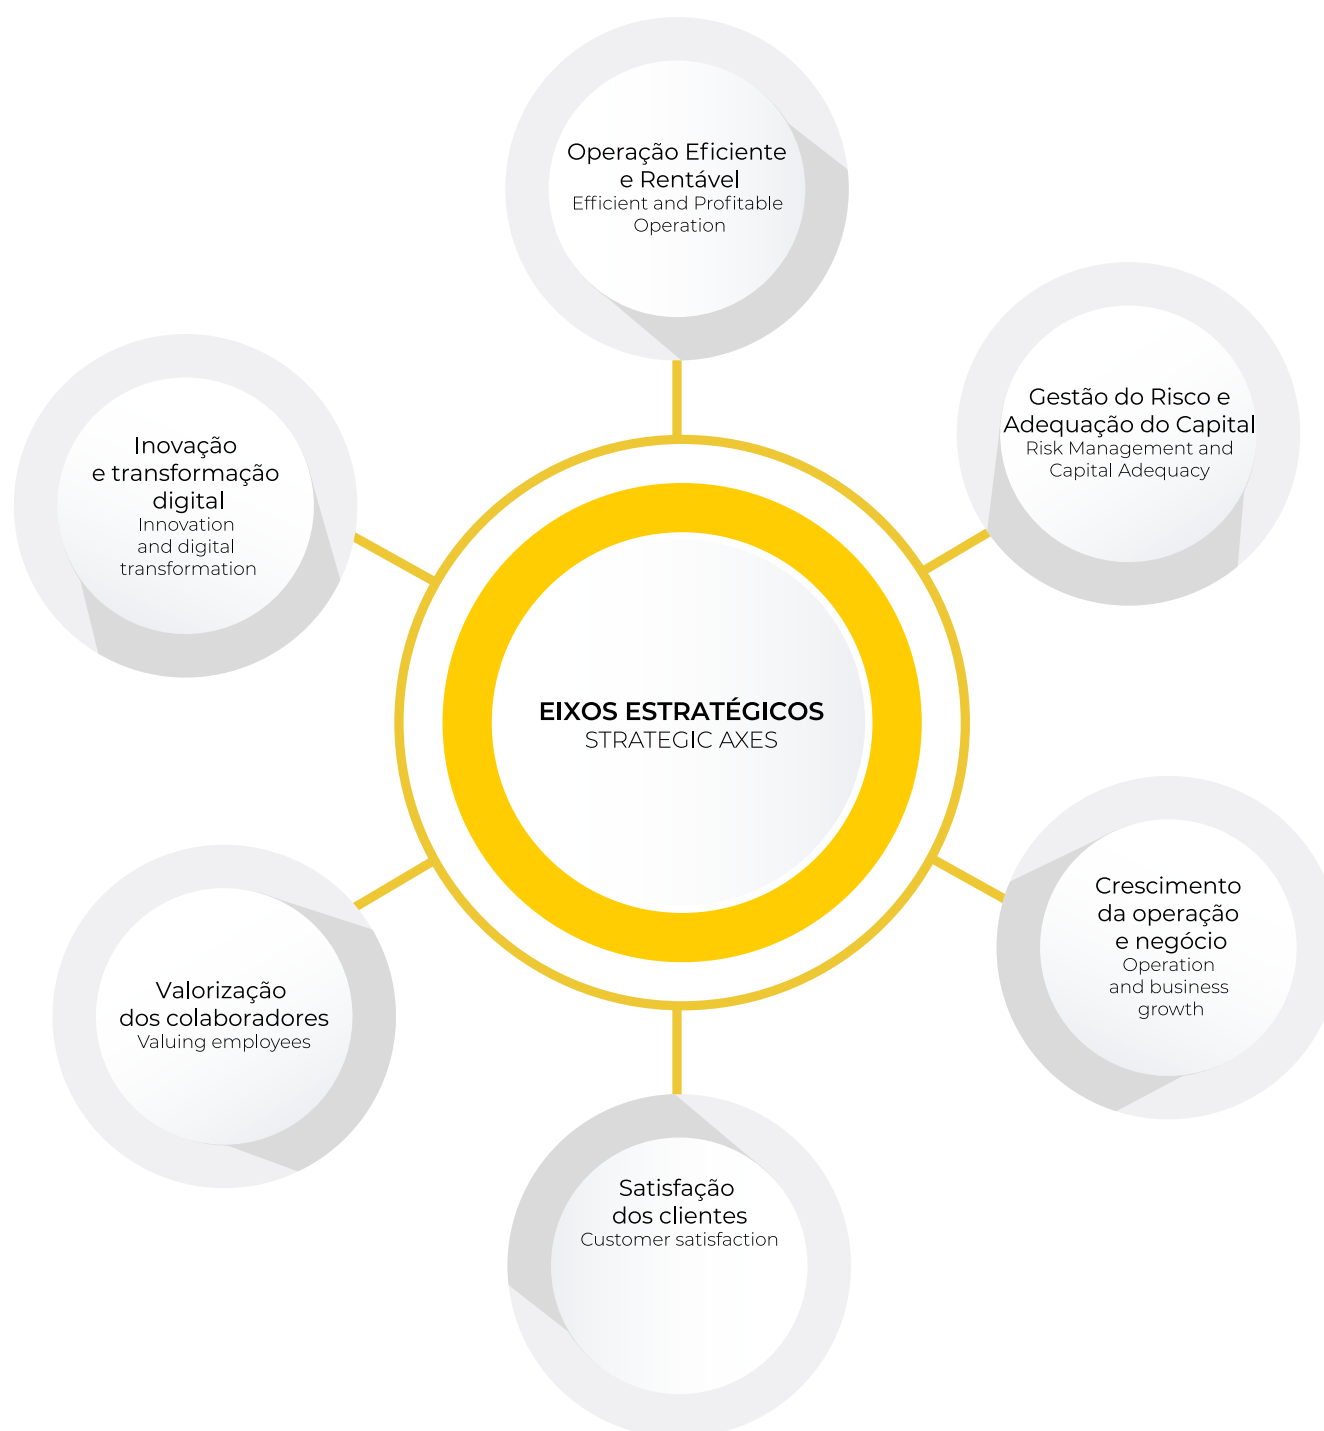 Operação Eficiente
e Rentável
Efficient and Profitable
Operation
Gestão do Risco e
Adequação do Capital
Risk Management and
Capital Adequacy
Inovação
e transformação
digital
Innovation
and digital
transformation
EIXOS ESTRATÉGICOS
STRATEGIC AXES
Crescimento
da operação
e negócio
Operation
and business
growth
Valorização
dos colaboradores
Valuing employees
Satisfação
dos clientes
Customer satisfaction